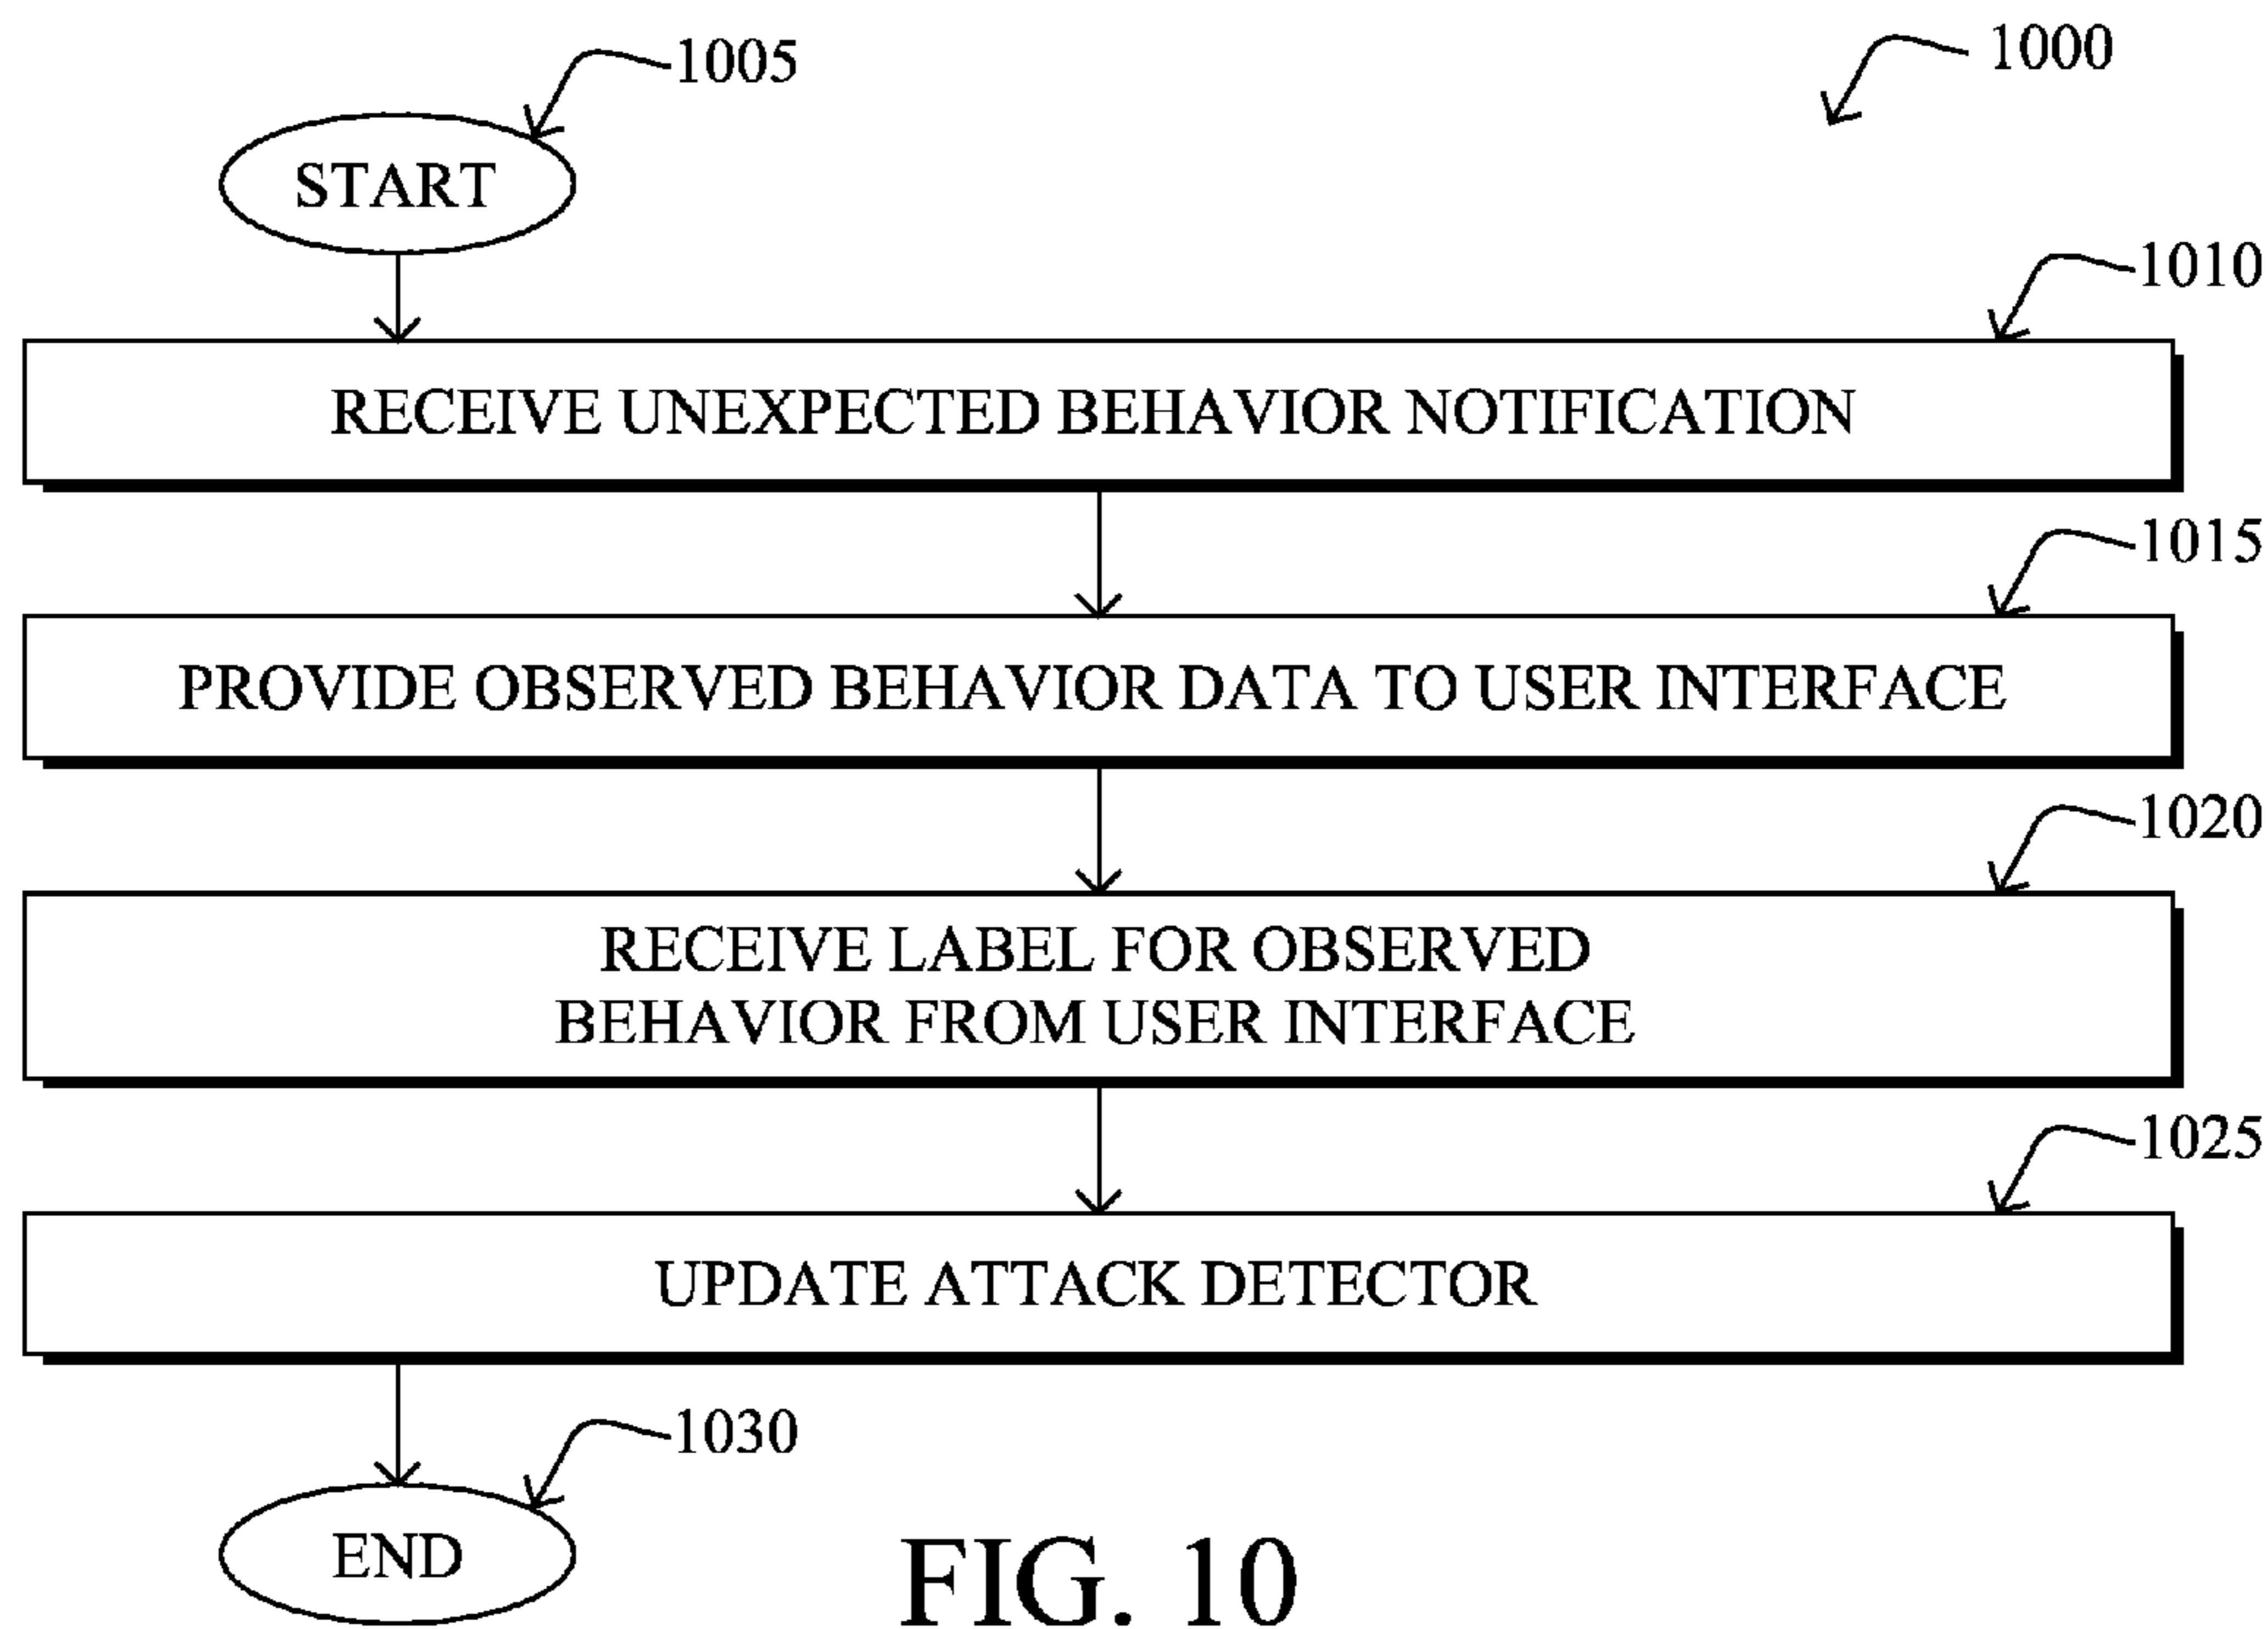 1005
1000
START
1010
RECEIVE UNEXPECTED BEHAVIOR NOTIFICATION
1015
PROVIDE OBSERVED BEHAVIOR DATA TO USER INTERFACE
1020
RECEIVE LABEL FOR OBSERVED
BEHAVIOR FROM USER INTERFACE
1025
UPDATE ATTACK DETECTOR
1030
END
FIG. 10